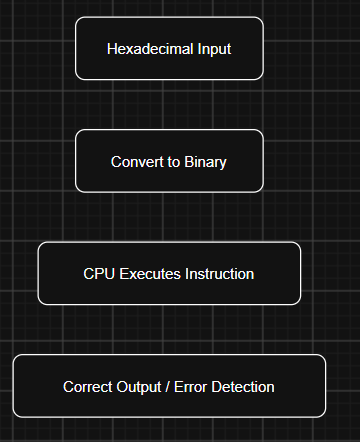 Hexadecimal Input
Convert to Binary
CPU Executes Instruction
Correct Output / Error Detection